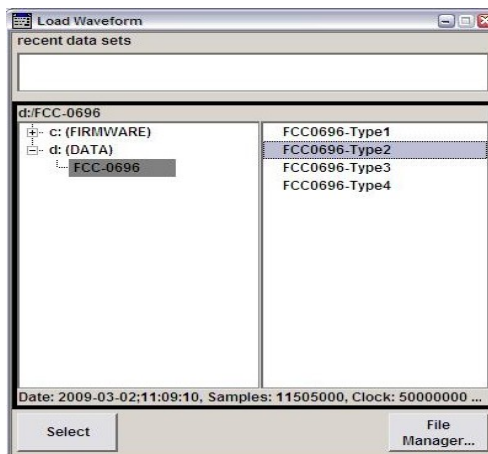 Load Waveform
recent data sets
d:/FCC-0696
c: (FIRMWARE)
d: (DATA)
FCC-0696
FCC0696-Type1
FCC0696-Type2
FCC0696-Type3
FCC0696-Type4
Date: 2009-03-02;11:09:10, Samples: 11505000, Clock: 50000000 ...
Select
File
Manager...